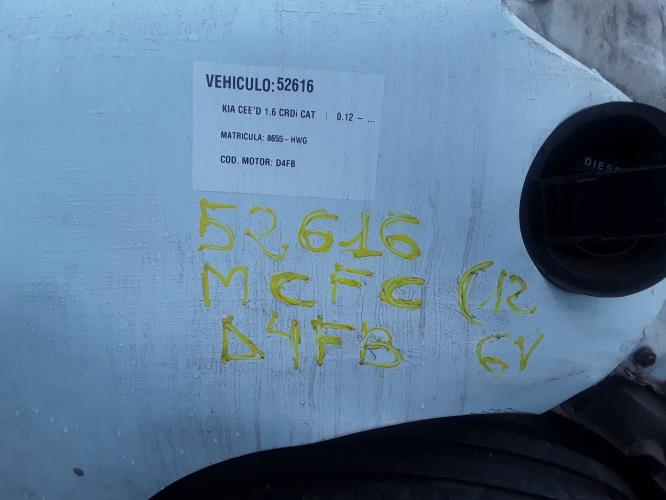 VEHICULO: 52616
KIA CEE'D 1.6 CRDi CAT | 0.12 - ...
MATRICULA: 8655-HWG
COD. MOTOR: D4FB
DIES
52616
MCFC (12
D4FB 6V